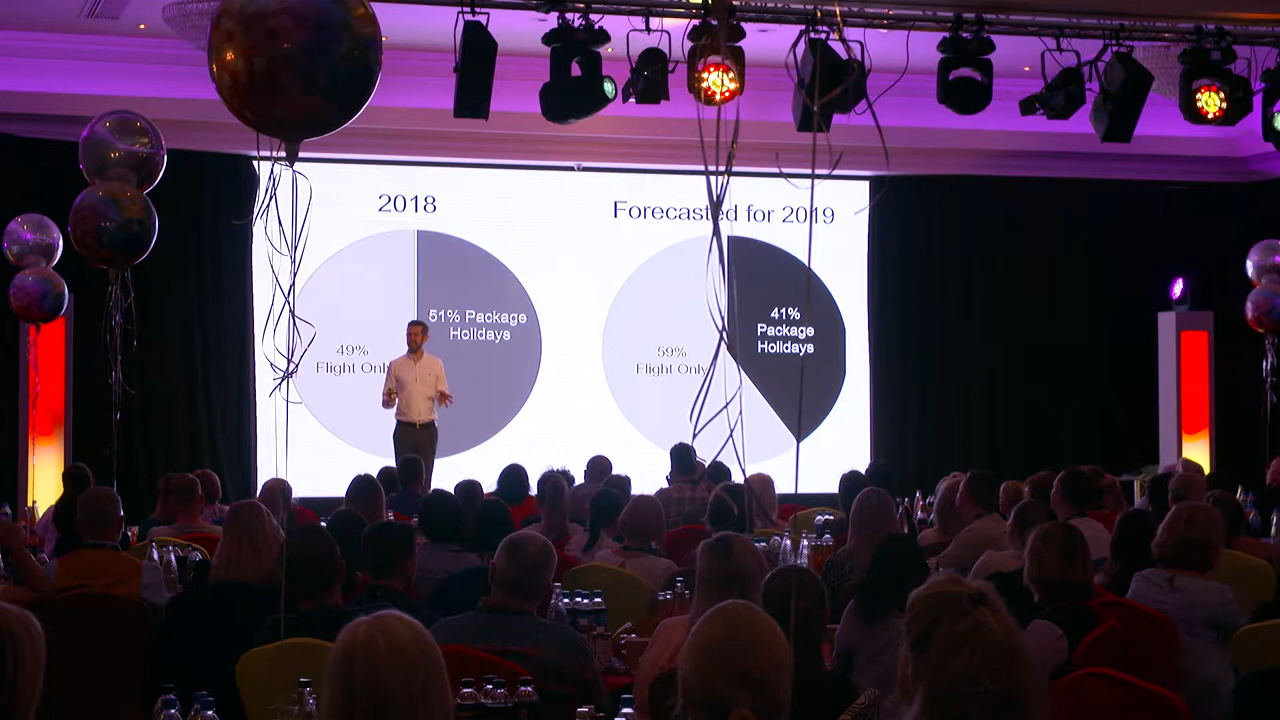 2018
Forecasted for 2019
49%
Flight Only
51% Package
Holidays
59%
Flight Only
41%
Package
Holidays